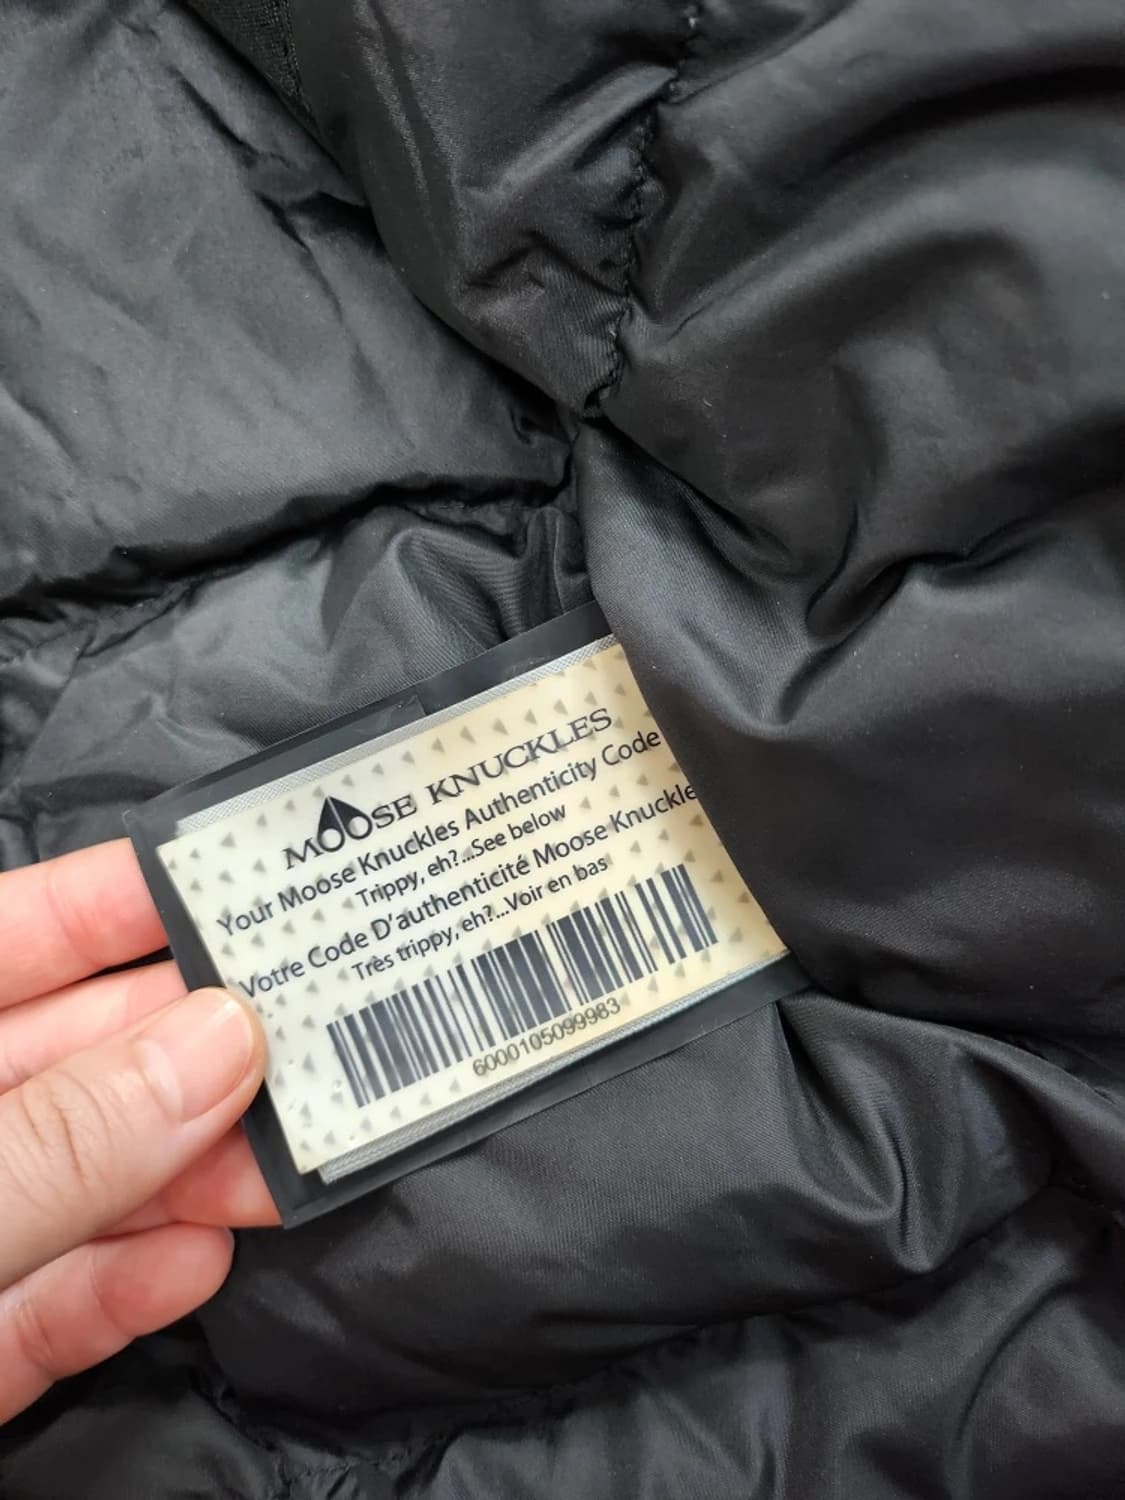 MOOSE KNUCKLES
Your Moose Knuckles Authenticity Code
Trippy, eh?...See below
Votre Code D'authenticité Moose Knuckle
Très trippy, eh?...Voir en bas
6000105099983